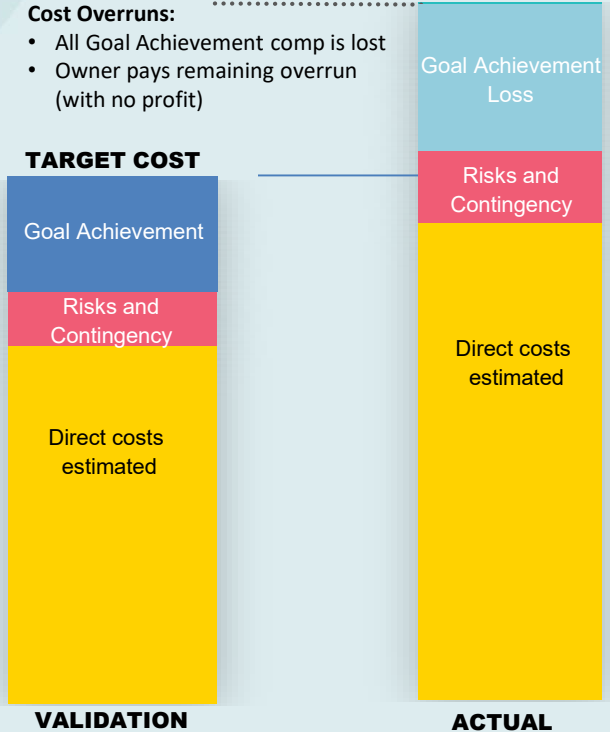 Cost Overruns:
• All Goal Achievement comp is lost
• Owner pays remaining overrun
(with no profit)
TARGET COST
Goal Achievement
Risks and
Contingency
Direct costs
estimated
VALIDATION
Goal Achievement
Loss
Risks and
Contingency
Direct costs
estimated
ACTUAL